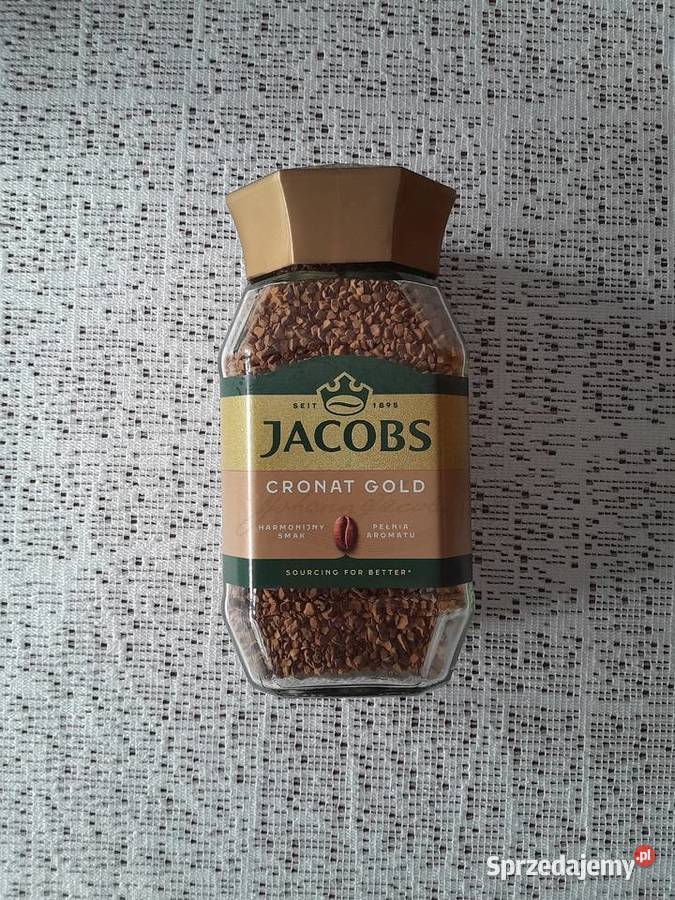 SEIT 1895
JACOBS
CRONAT GOLD
HARMONIJNY PEŁNIA
SMAK AROMATU
SOURCING FOR BETTER*
Sprzedajemy.pl